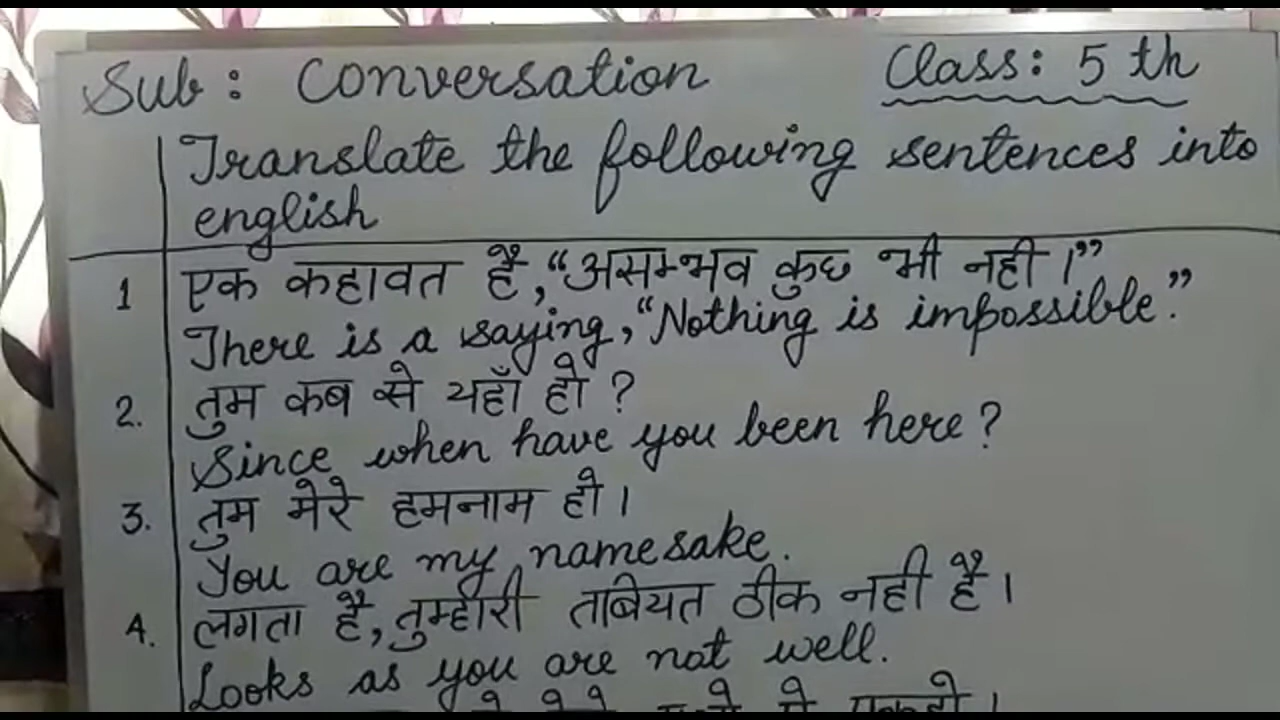 Sub: Conversation Class: 5 th
Translate the following sentences into
english
1 एक कहावत है, "असम्भव कुछ भी नही।"
There is a saying, "Nothing is impossible."
2. तुम कब से यहाँ हो ?
Since when have you been here?
3. तुम मेरे हमनाम हो।
You are my namesake.
4. लगता है, तुम्हारी तबियत ठीक नही है।
Looks as you are not well.